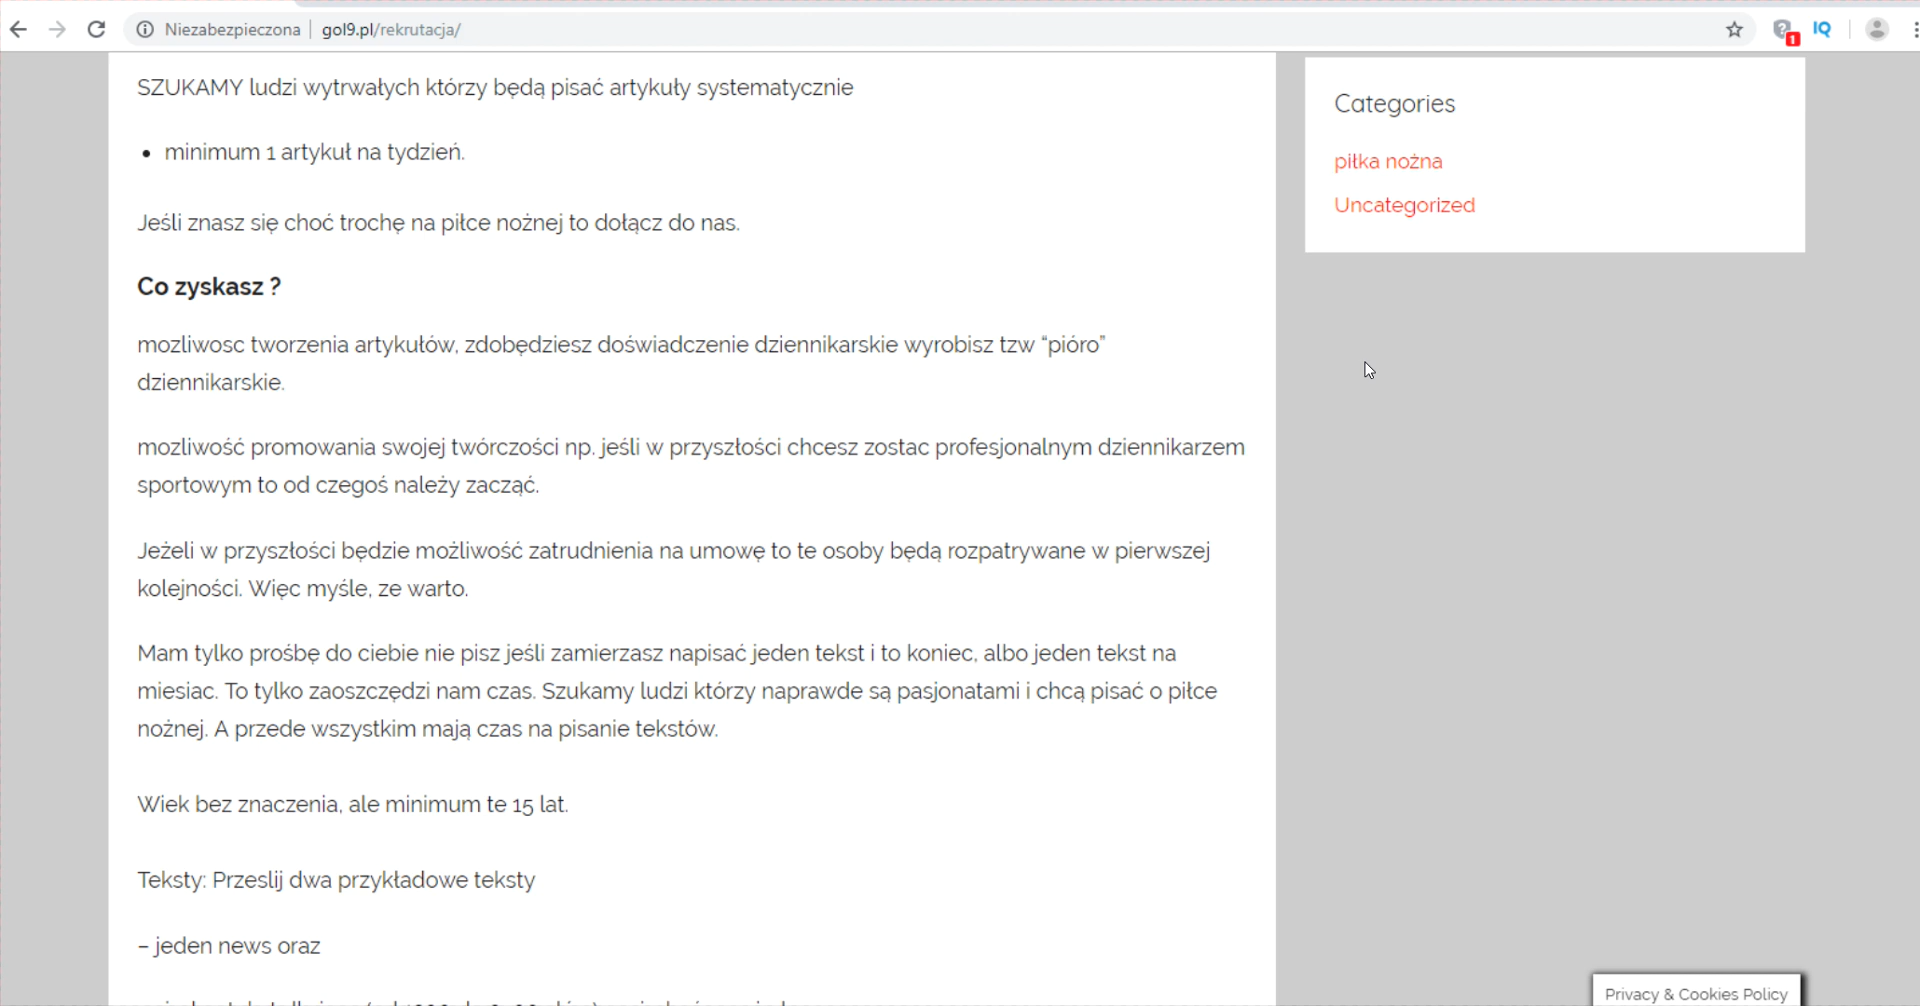 Niezabezpieczona
gol9.pl/rekrutacja/
1
IQ
SZUKAMY ludzi wytrwałych którzy będą pisać artykuły systematycznie
• minimum 1 artykuł na tydzień.
Jeśli znasz się choć trochę na piłce nożnej to dołącz do nas.
Co zyskasz ?
mozliwosc tworzenia artykułów, zdobędziesz doświadczenie dziennikarskie wyrobisz tzw “pióro”
dziennikarskie.
mozliwość promowania swojej twórczości np. jeśli w przyszłości chcesz zostac profesjonalnym dziennikarzem
sportowym to od czegoś należy zacząć.
Jeżeli w przyszłości będzie możliwość zatrudnienia na umowę to te osoby będą rozpatrywane w pierwszej
kolejności. Więc myśle, ze warto.
Mam tylko prośbę do ciebie nie pisz jeśli zamierzasz napisać jeden tekst i to koniec, albo jeden tekst na
miesiac. To tylko zaoszczędzi nam czas. Szukamy ludzi którzy naprawde są pasjonatami i chcą pisać o piłce
nożnej. A przede wszystkim mają czas na pisanie tekstów.
Wiek bez znaczenia, ale minimum te 15 lat.
Teksty: Przeslij dwa przykładowe teksty
– jeden news oraz
Categories
piłka nożna
Uncategorized
Privacy & Cookies Policy